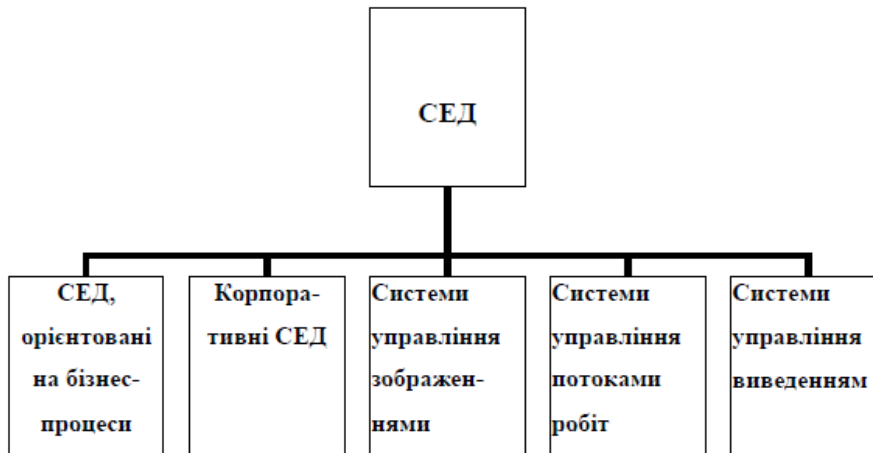 СЕД
СЕД,
орієнтовані
на бізнес-
процеси
Корпора-
тивні СЕД
Системи
управління
зображен-
нями
Системи
управління
потоками
робіт
Системи
управління
виведенням